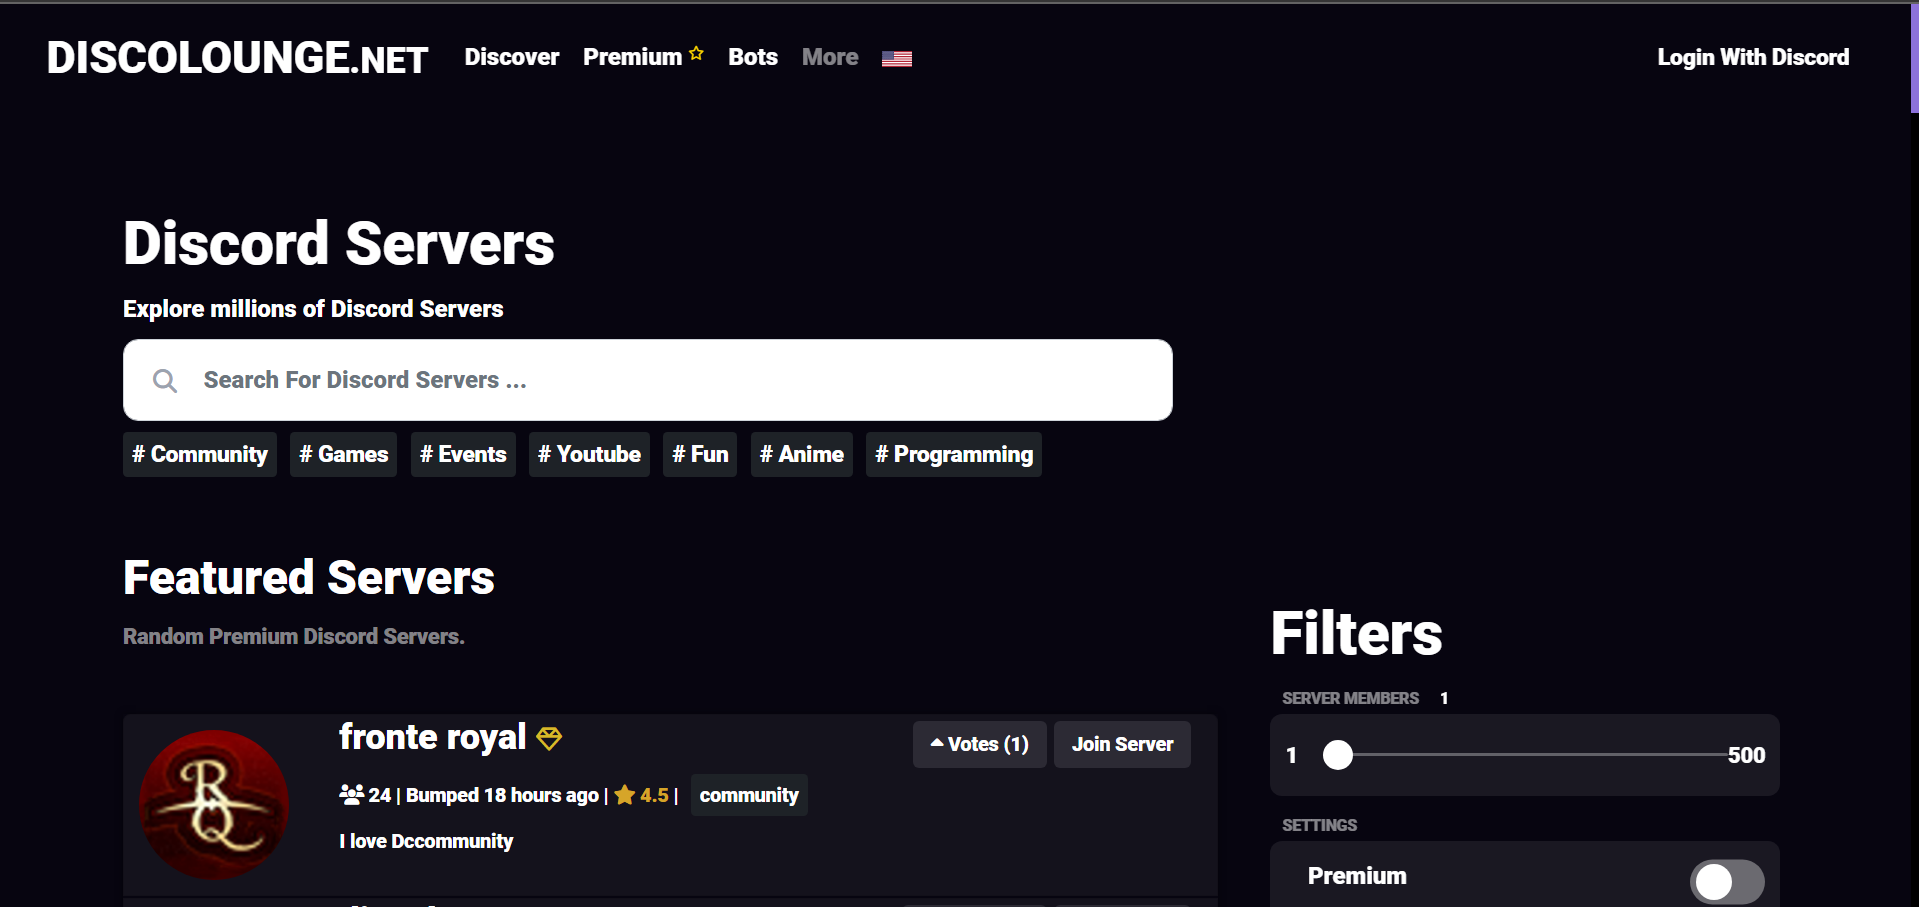 DISCOLOUNGE.NET Discover Premium Bots More Login With Discord
Discord Servers
Explore millions of Discord Servers
Search For Discord Servers ...
# Community # Games # Events # Youtube # Fun # Anime # Programming
Featured Servers
Random Premium Discord Servers.
fronte royal
Votes (1) Join Server
24 | Bumped 18 hours ago | 4.5 | community
I love Dccommunity
RQ
Filters
SERVER MEMBERS 1
1 500
SETTINGS
Premium